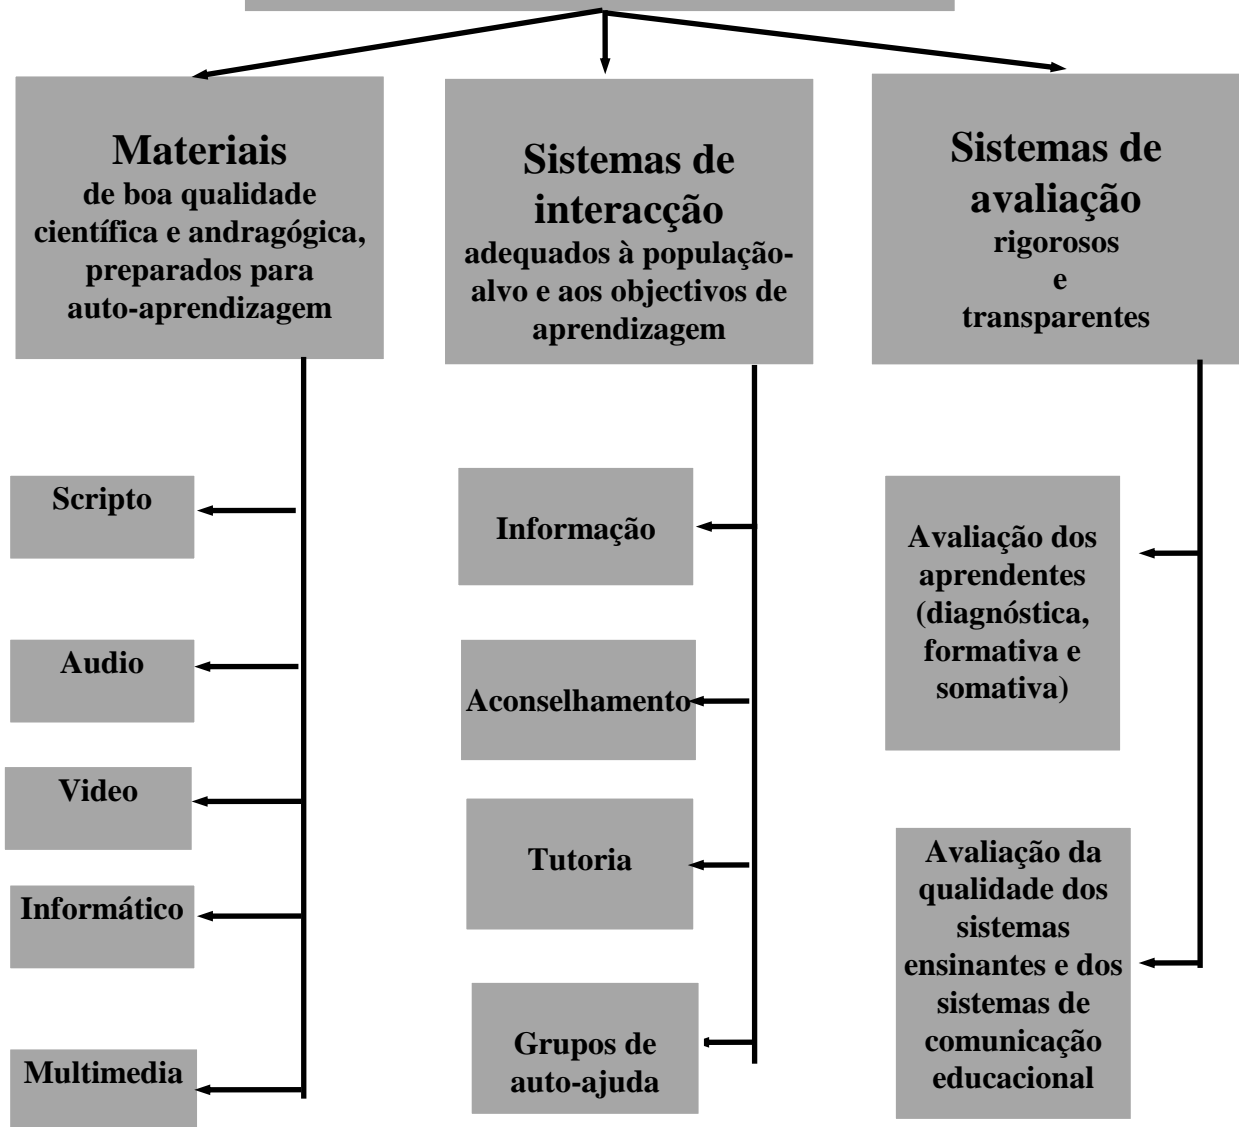 Materiais
de boa qualidade
científica e andragógica,
preparados para
auto-aprendizagem
Scripto
Audio
Video
Informático
Multimedia
Sistemas de
interacção
adequados à população-
alvo e aos objectivos de
aprendizagem
Informação
Aconselhamento
Tutoria
Grupos de
auto-ajuda
Sistemas de
avaliação
rigorosos
e
transparentes
Avaliação dos
aprendentes
(diagnóstica,
formativa e
somativa)
Avaliação da
qualidade dos
sistemas
ensinantes e dos
sistemas de
comunicação
educacional